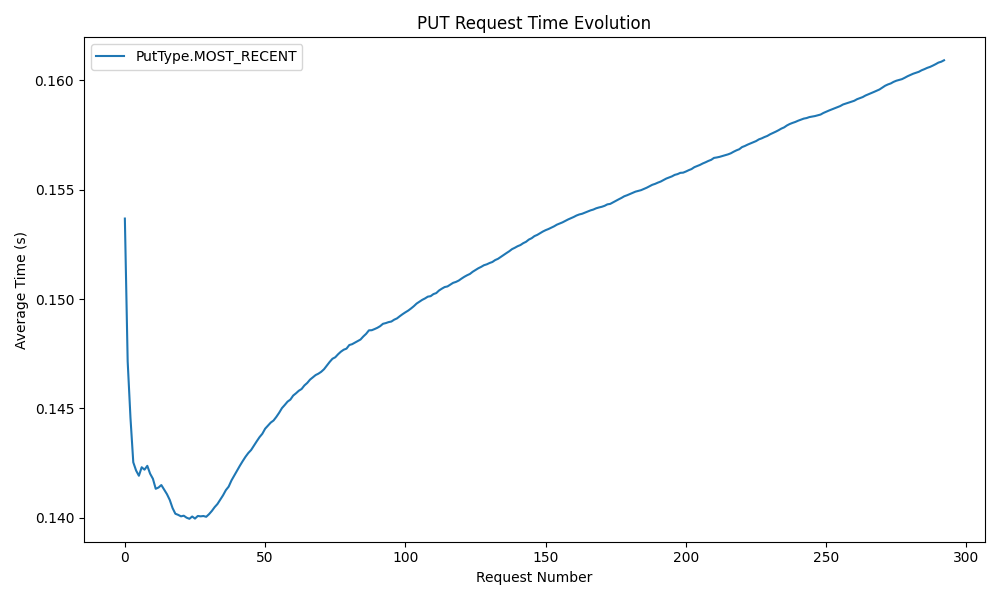 PUT Request Time Evolution
PutType.MOST_RECENT
Average Time (s)
0.160
0.155
0.150
0.145
0.140
0 50 100 150 200 250 300
Request Number